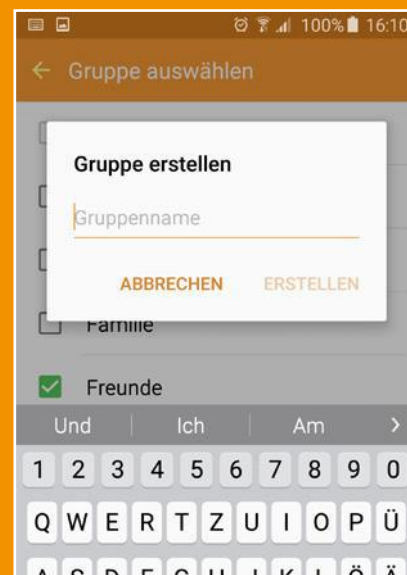 100% 16:10
Gruppe auswählen
Gruppe erstellen
Gruppenname
ABBRECHEN ERSTELLEN
Familie
Freunde
Und Ich Am >
1 2 3 4 5 6 7 8 9 0
Q W E R T Z U I O P Ü
A S D F G H J K L Ö Ä